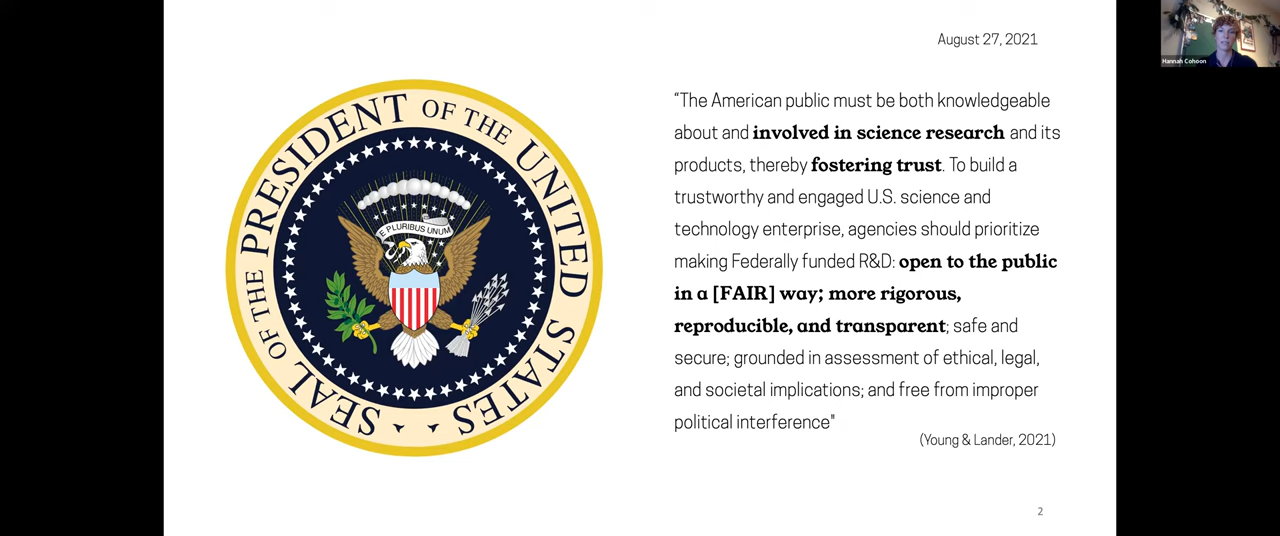 August 27, 2021
Hannah Cohoon
SEAL OF THE PRESIDENT OF THE UNITED STATES
E PLURIBUS UNUM
“The American public must be both knowledgeable
about and involved in science research and its
products, thereby fostering trust. To build a
trustworthy and engaged U.S. science and
technology enterprise, agencies should prioritize
making Federally funded R&D: open to the public
in a [FAIR] way; more rigorous,
reproducible, and transparent; safe and
secure; grounded in assessment of ethical, legal,
and societal implications; and free from improper
political interference"
(Young & Lander, 2021)
2